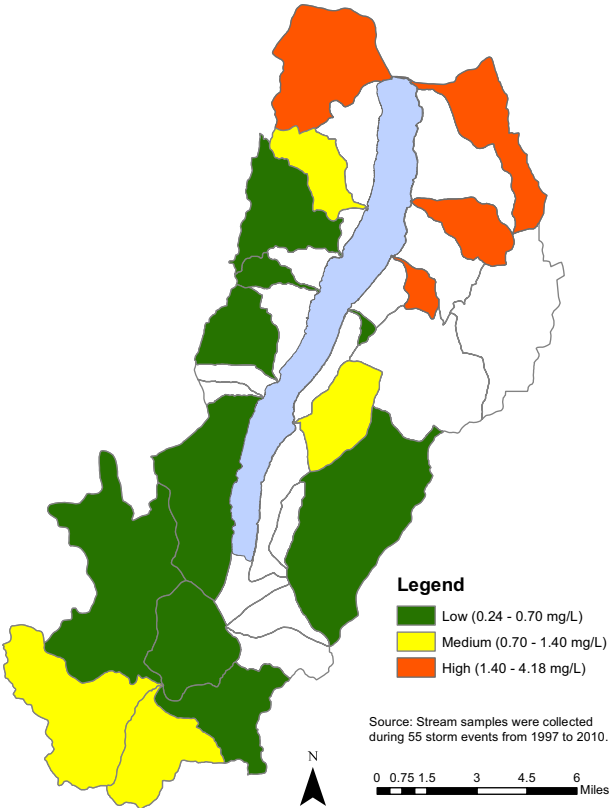 Legend
Low (0.24 - 0.70 mg/L)
Medium (0.70 - 1.40 mg/L)
High (1.40 - 4.18 mg/L)
Source: Stream samples were collected
during 55 storm events from 1997 to 2010.
N
0 0.75 1.5 3 4.5 6
Miles